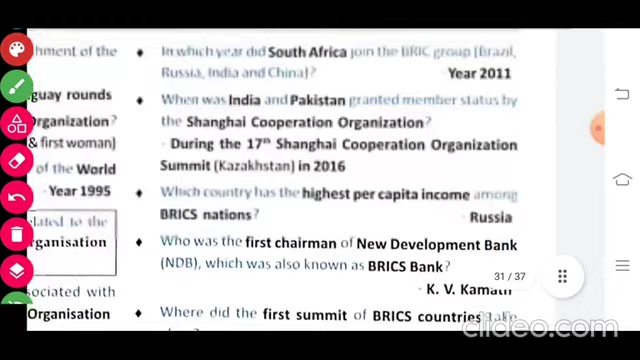 hment of the
guay rounds
Organization?
& first woman)
of the World
Year 1995
elated to the
rganisation
sociated with
Organisation
♦ In which year did South Africa join the BRIC group (Brazil,
Russia, India and China)? Year 2011
♦ When was India and Pakistan granted member status by
the Shanghai Cooperation Organization?
- During the 17th Shanghai Cooperation Organization
Summit (Kazakhstan) in 2016
♦ Which country has the highest per capita income among
BRICS nations? - Russia
♦ Who was the first chairman of New Development Bank
(NDB), which was also known as BRICS Bank?
- K. V. Kamath
♦ Where did the first summit of BRICS countries take
31 / 37
clideo.com